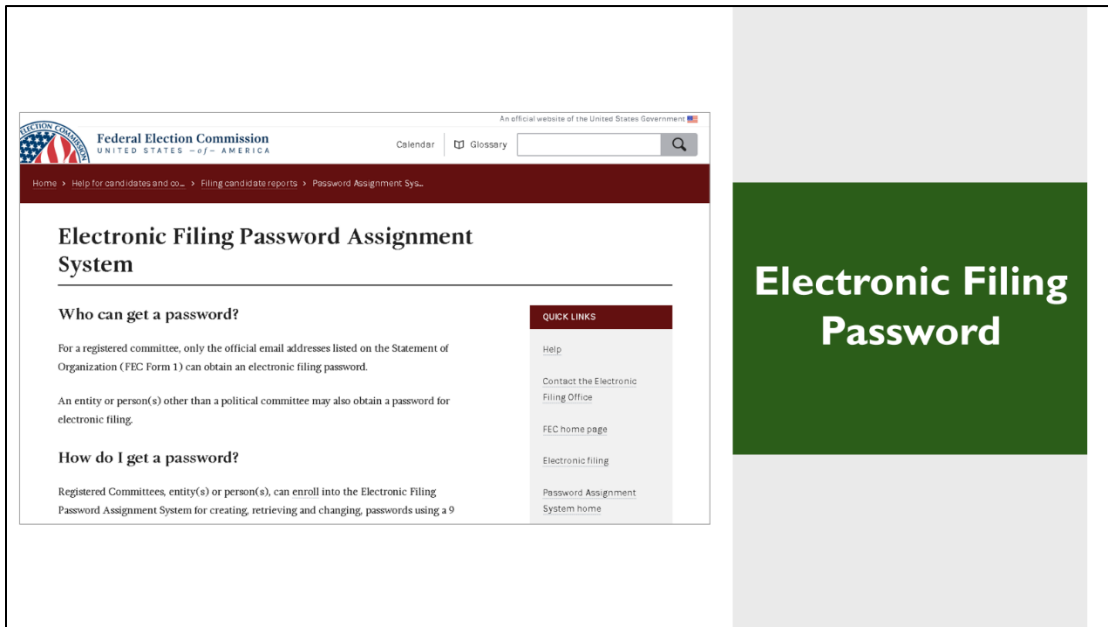 An official website of the United States Government
ELECTION COMM
Federal Election Commission
UNITED STATES -of- AMERICA
Calendar
Glossary
Home > Help for candidates and co... > Filing candidate reports > Password Assignment Sys...
Electronic Filing Password Assignment
System
Who can get a password?
For a registered committee, only the official email addresses listed on the Statement of
Organization (FEC Form 1) can obtain an electronic filing password.
An entity or person(s) other than a political committee may also obtain a password for
electronic filing.
How do I get a password?
Registered Committees, entity(s) or person(s), can enroll into the Electronic Filing
Password Assignment System for creating, retrieving and changing, passwords using a 9
QUICK LINKS
Help
Contact the Electronic
Filing Office
FEC home page
Electronic filing
Password Assignment
System home
Electronic Filing
Password